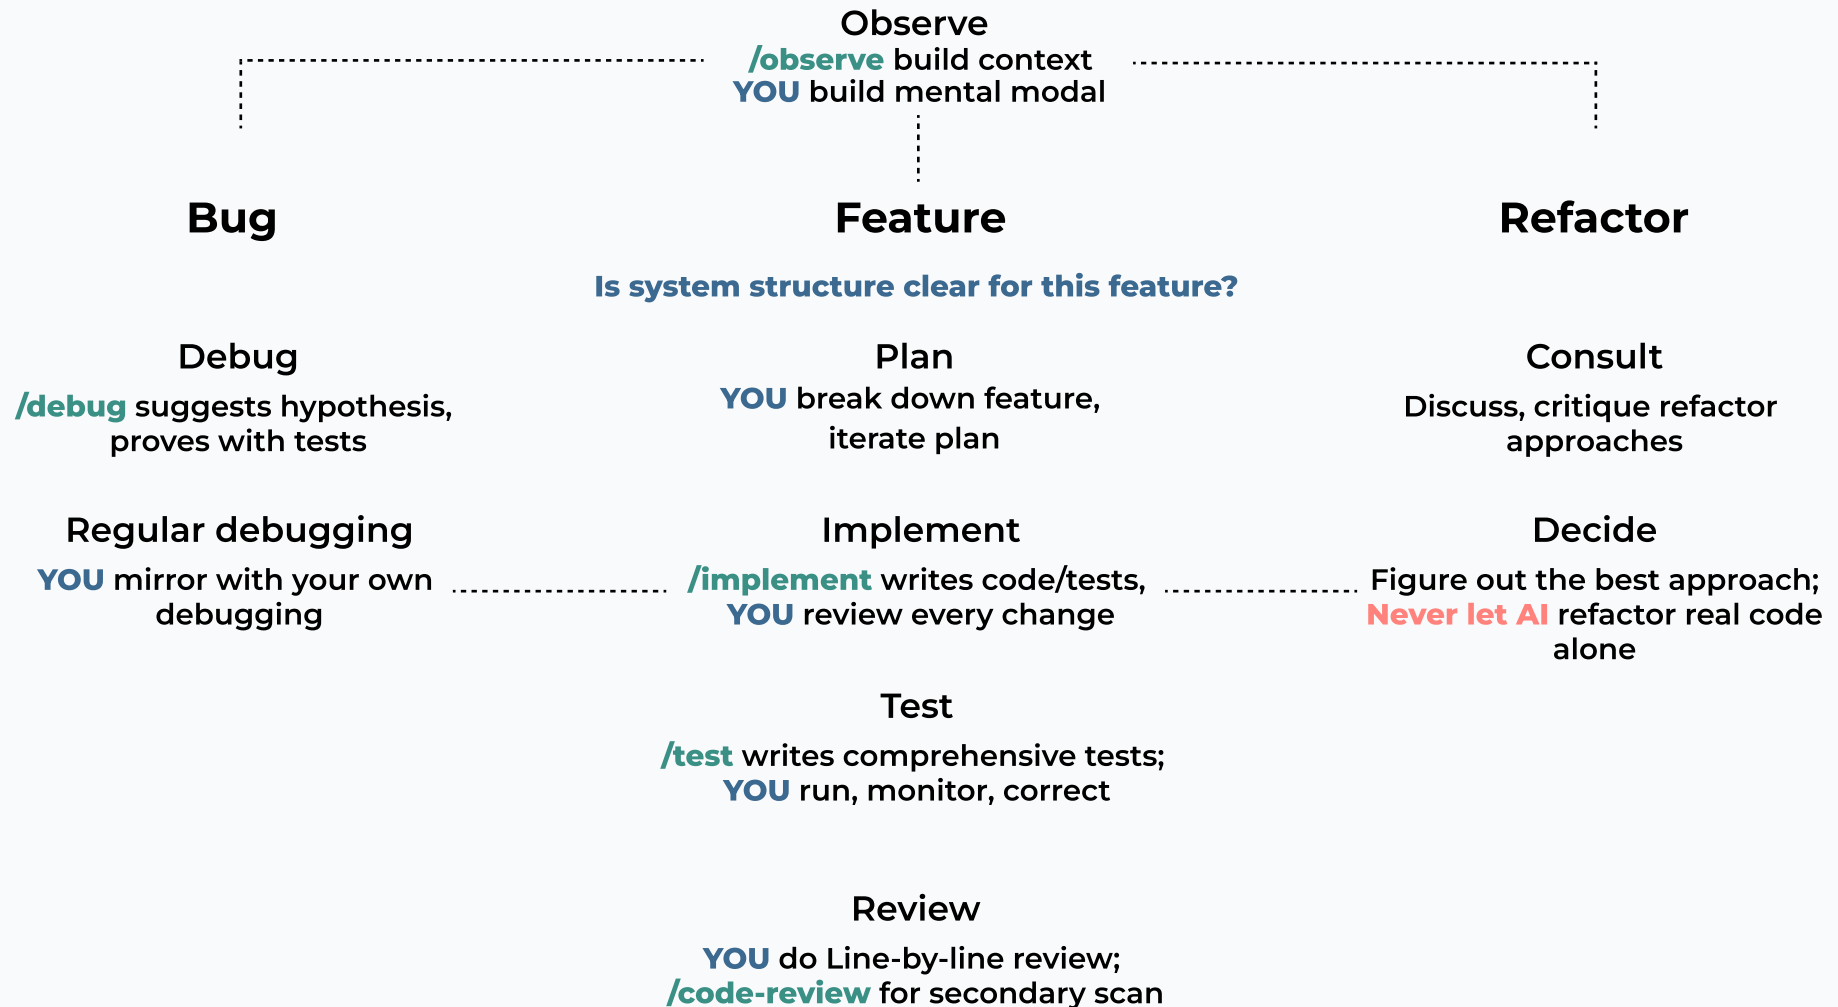 Observe
/observe build context
YOU build mental modal
Bug
Feature
Refactor
Is system structure clear for this feature?
Debug
/debug suggests hypothesis,
proves with tests
Plan
YOU break down feature,
iterate plan
Consult
Discuss, critique refactor
approaches
Regular debugging
YOU mirror with your own
debugging
Implement
/implement writes code/tests,
YOU review every change
Decide
Figure out the best approach;
Never let AI refactor real code
alone
Test
/test writes comprehensive tests;
YOU run, monitor, correct
Review
YOU do Line-by-line review;
/code-review for secondary scan